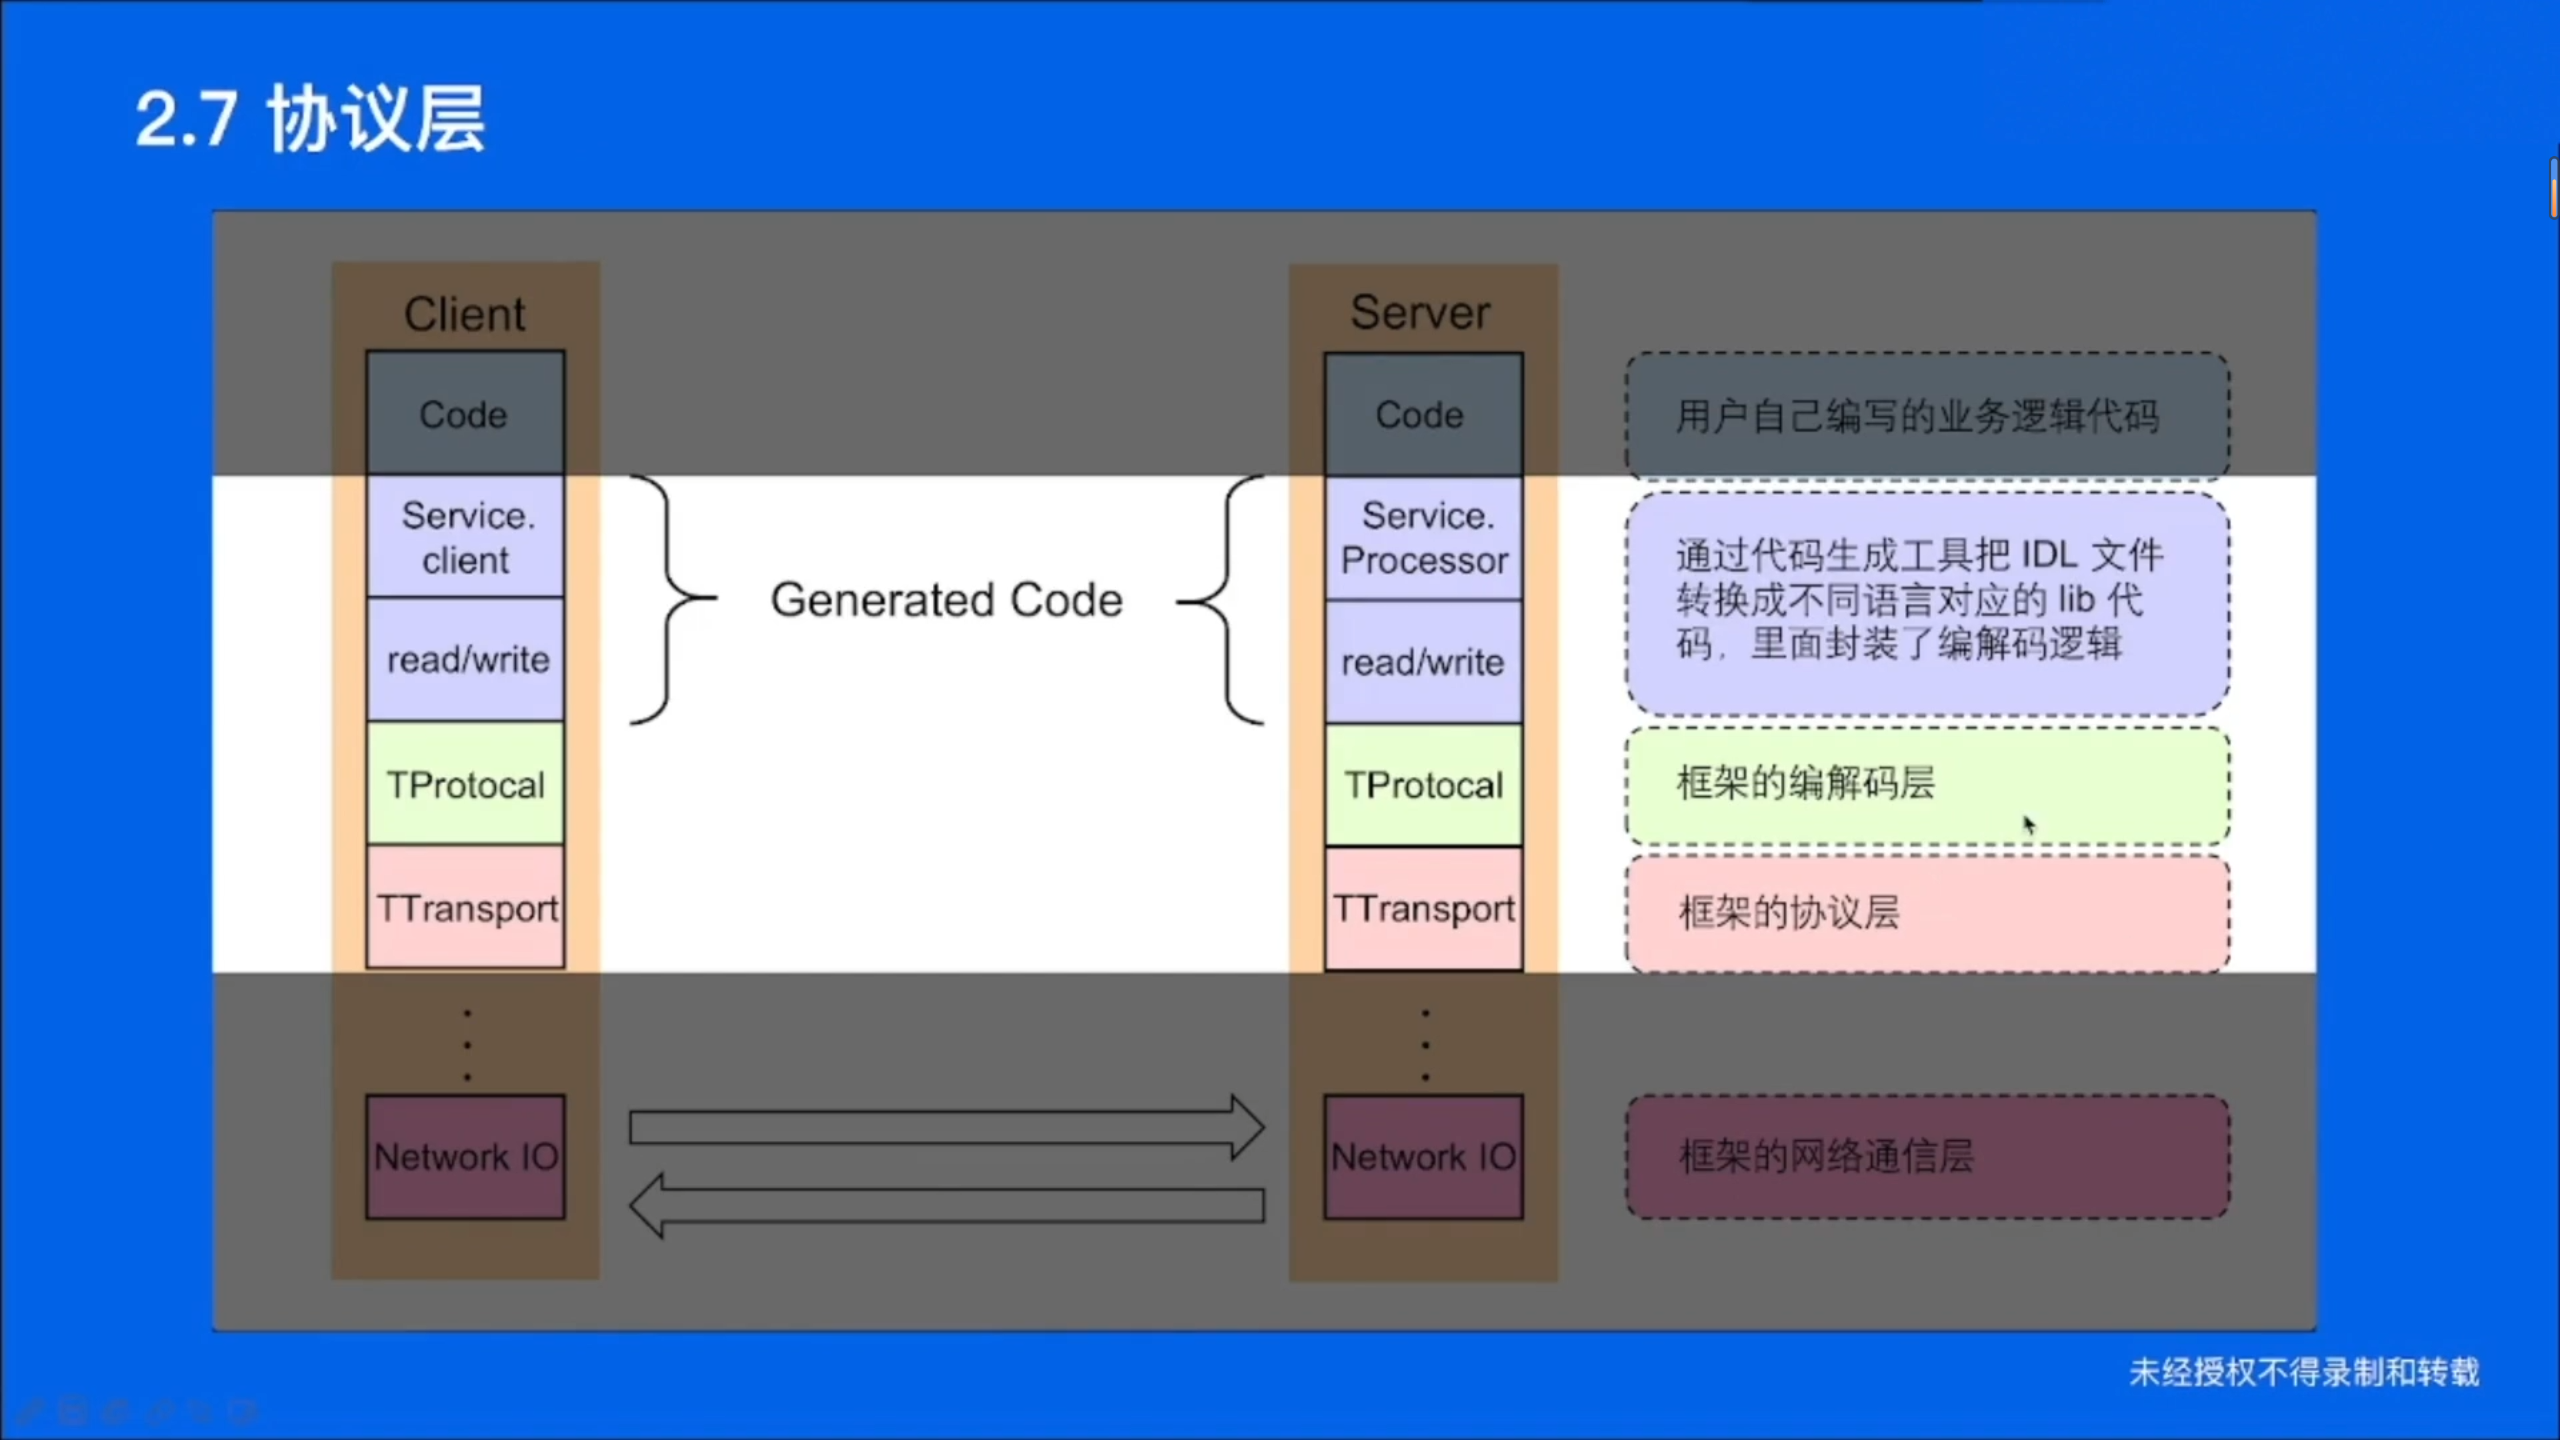 2.7 协议层
Client
Server
Code
Code
用户自己编写的业务逻辑代码
Service.
client
Service.
Processor
Generated Code
通过代码生成工具把 IDL 文件
转换成不同语言对应的 lib 代
码，里面封装了编解码逻辑
read/write
read/write
TProtocal
TProtocal
框架的编解码层
TTransport
TTransport
框架的协议层
Network IO
Network IO
框架的网络通信层
未经授权不得录制和转载